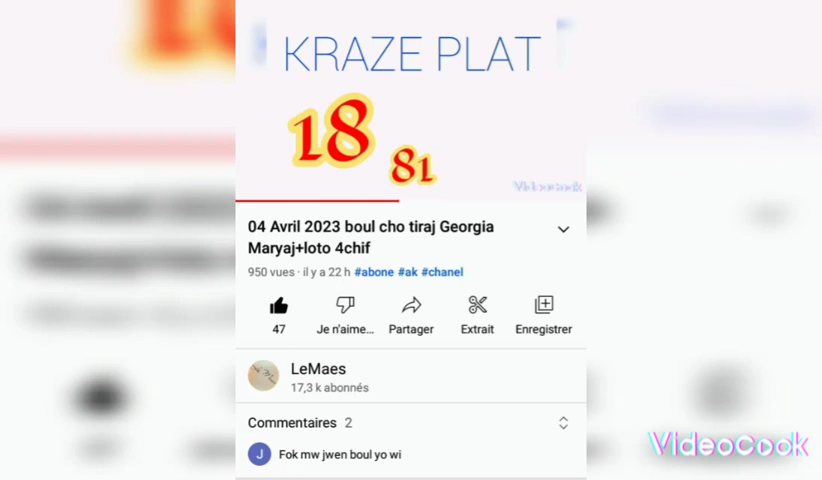 KRAZE PLAT
18
81
VideoCook
04 Avril 2023 boul cho tiraj Georgia
Maryaj+loto 4chif
950 vues · il y a 22 h #abone #ak #chanel
47
Je n'aime...
Partager
Extrait
Enregistrer
LeMaes
17,3 k abonnés
Commentaires 2
J
Fok mw jwen boul yo wi
VideoCook